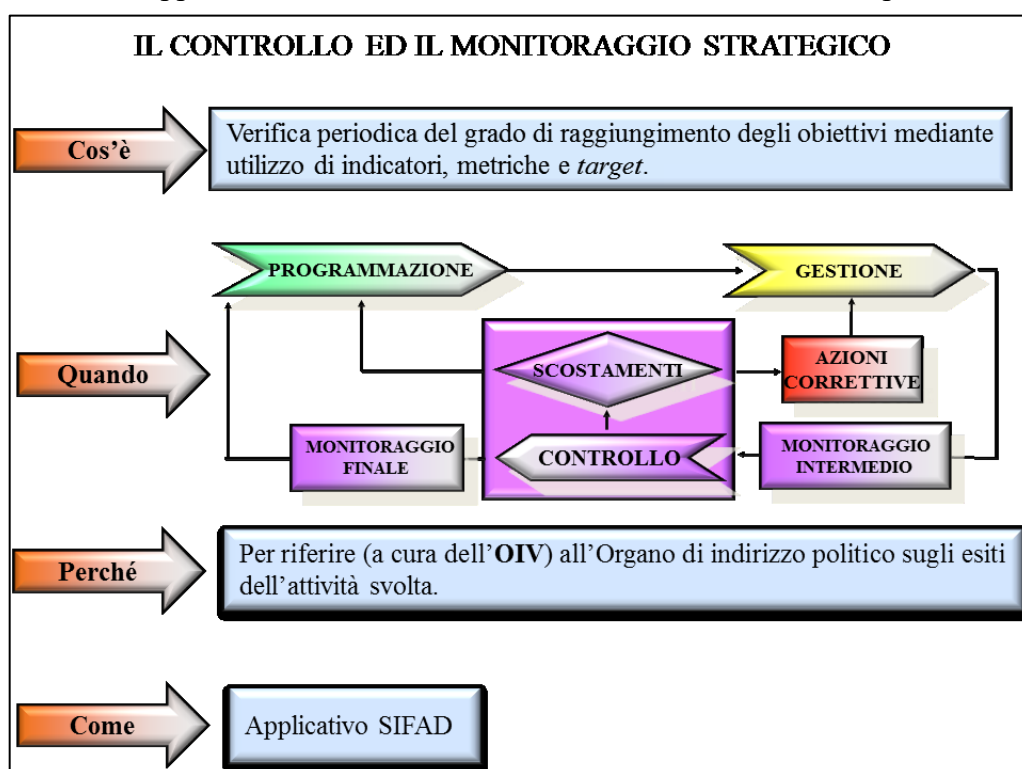 IL CONTROLLO ED IL MONITORAGGIO STRATEGICO
Cos'è
Verifica periodica del grado di raggiungimento degli obiettivi mediante
utilizzo di indicatori, metriche e target.
PROGRAMMAZIONE
GESTIONE
Quando
SCOSTAMENTI
AZIONI
CORRETTIVE
MONITORAGGIO
FINALE
CONTROLLO
MONITORAGGIO
INTERMEDIO
Perché
Per riferire (a cura dell'OIV) all'Organo di indirizzo politico sugli esiti
dell'attività svolta.
Come
Applicativo SIFAD